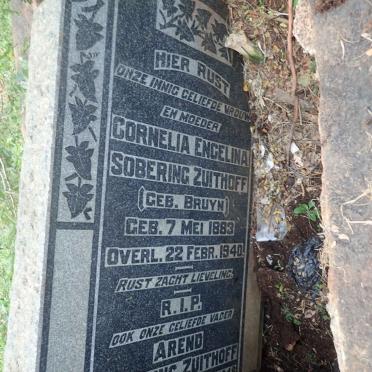 HIER RUST
ONZE INNIG GELIEFDE VROUW
EN MOEDER
CORNELIA ENGELINA
SOBERING ZUITHOFF
(GEB. BRUYN)
GEB. 7 MEI 1883
OVERL. 22 FEBR. 1940.
RUST ZACHT LIEVELING.
R.I.P.
OOK ONZE GELIEFDE VADER
AREND
ZUITHOFF